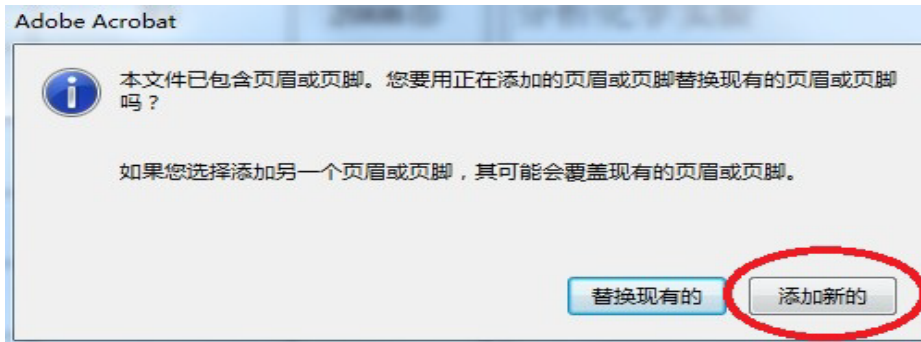 Adobe Acrobat
本文件已包含页眉或页脚。您要用正在添加的页眉或页脚替换现有的页眉或页脚
吗？
如果您选择添加另一个页眉或页脚，其可能会覆盖现有的页眉或页脚。
替换现有的
添加新的